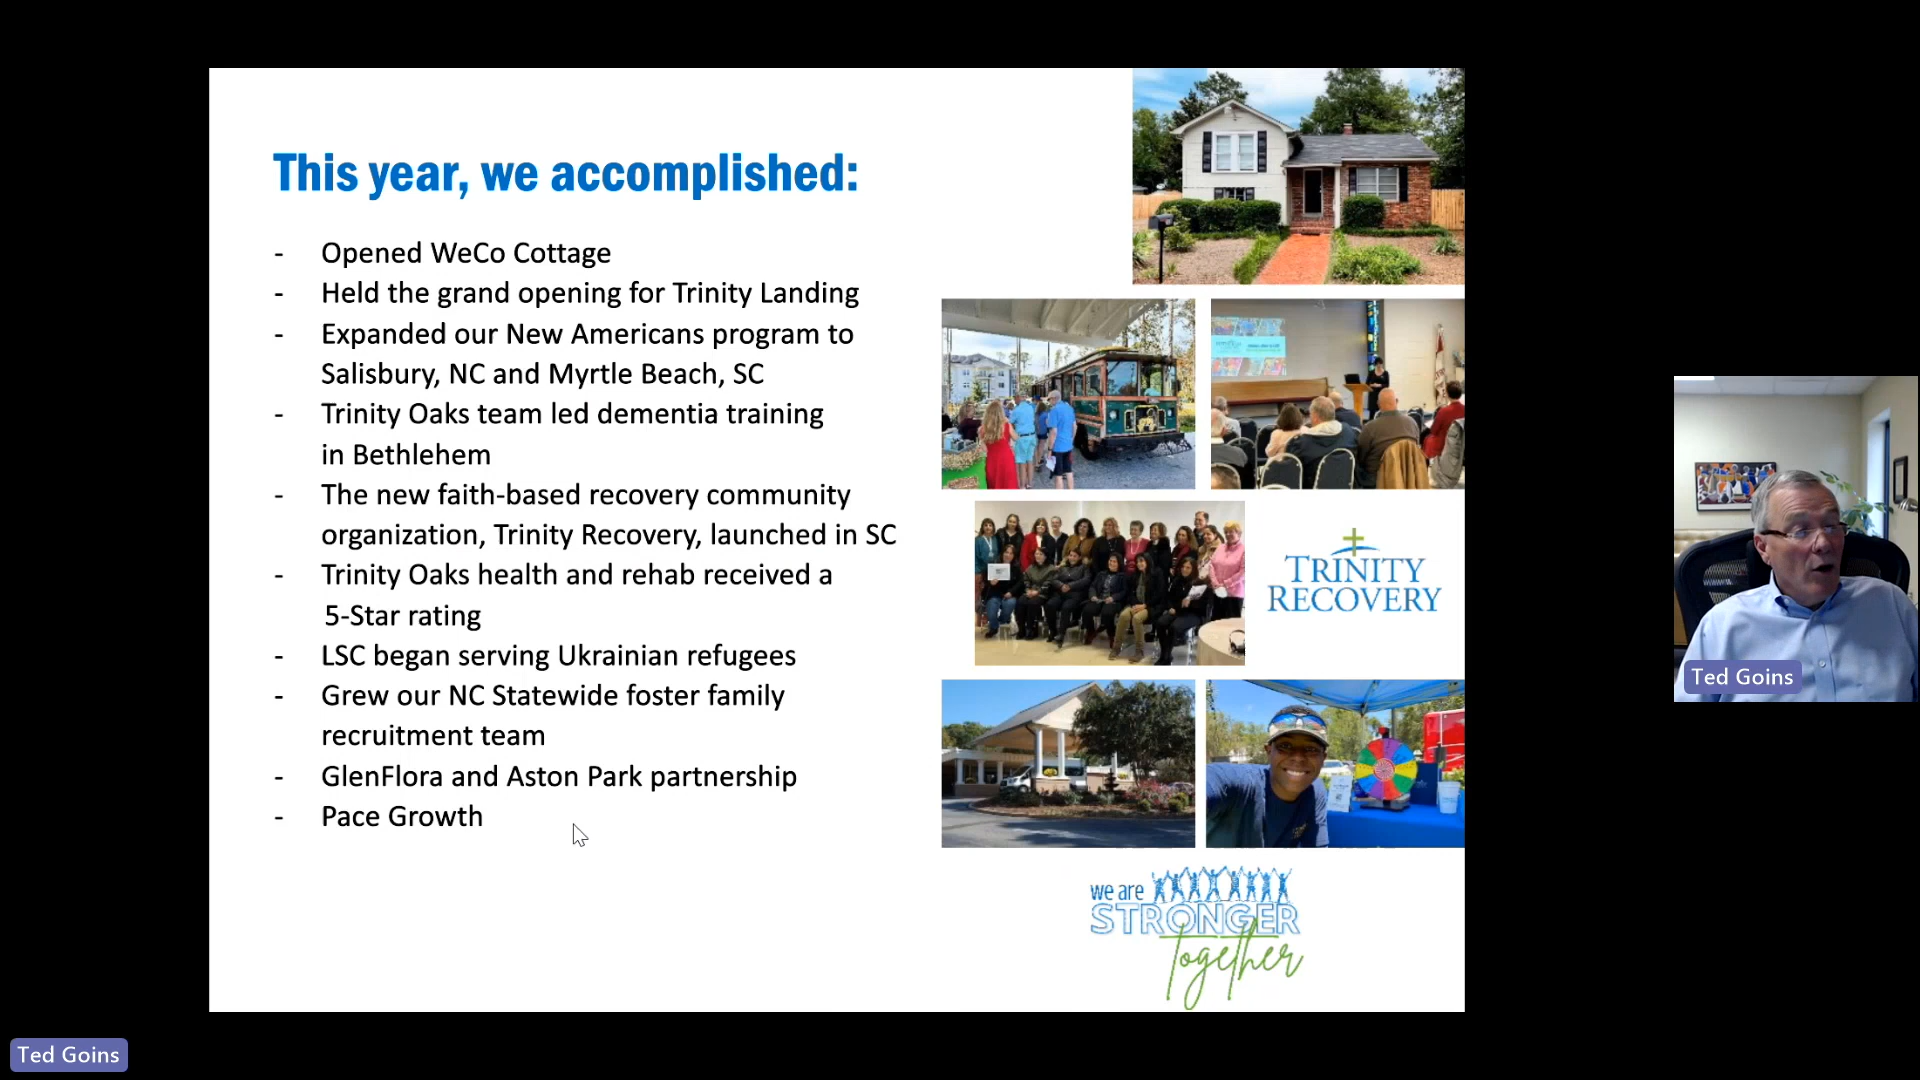 This year, we accomplished:
- Opened WeCo Cottage
- Held the grand opening for Trinity Landing
- Expanded our New Americans program to
Salisbury, NC and Myrtle Beach, SC
- Trinity Oaks team led dementia training
in Bethlehem
- The new faith-based recovery community
organization, Trinity Recovery, launched in SC
- Trinity Oaks health and rehab received a
5-Star rating
- LSC began serving Ukrainian refugees
- Grew our NC Statewide foster family
recruitment team
- GlenFlora and Aston Park partnership
- Pace Growth
TRINITY
RECOVERY
we are
STRONGER
together
Ted Goins
Ted Goins